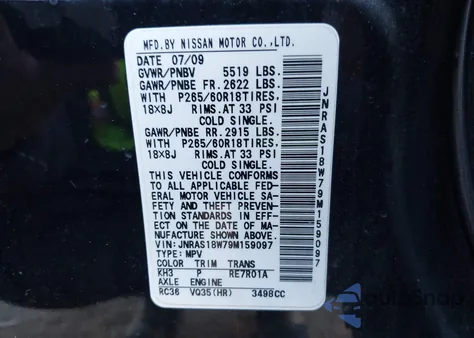 MFD. BY NISSAN MOTOR CO.,LTD.
DATE 07/09
GVWR/PNBV 5519 LBS.
GAWR/PNBE FR. 2622 LBS.
WITH P265/60R18TIRES,
18X8J RIMS.AT 33 PSI
COLD SINGLE.
GAWR/PNBE RR. 2915 LBS.
WITH P265/60R18TIRES,
18X8J RIMS.AT 33 PSI
COLD SINGLE.
THIS VEHICLE CONFORMS
TO ALL APPLICABLE FED-
ERAL MOTOR VEHICLE SA-
FETY AND THEFT PREVEN-
TION STANDARDS IN EFF-
ECT ON THE DATE OF MA-
NUFACTURE SHOWN ABOVE.
VIN: JNRAS18W79M159097
TYPE: MPV
COLOR TRIM TRANS
KH3 P RE7R01A
AXLE ENGINE
RC36 VQ35(HR) 3498CC
JNRAS18W79M159097
AutoSnap